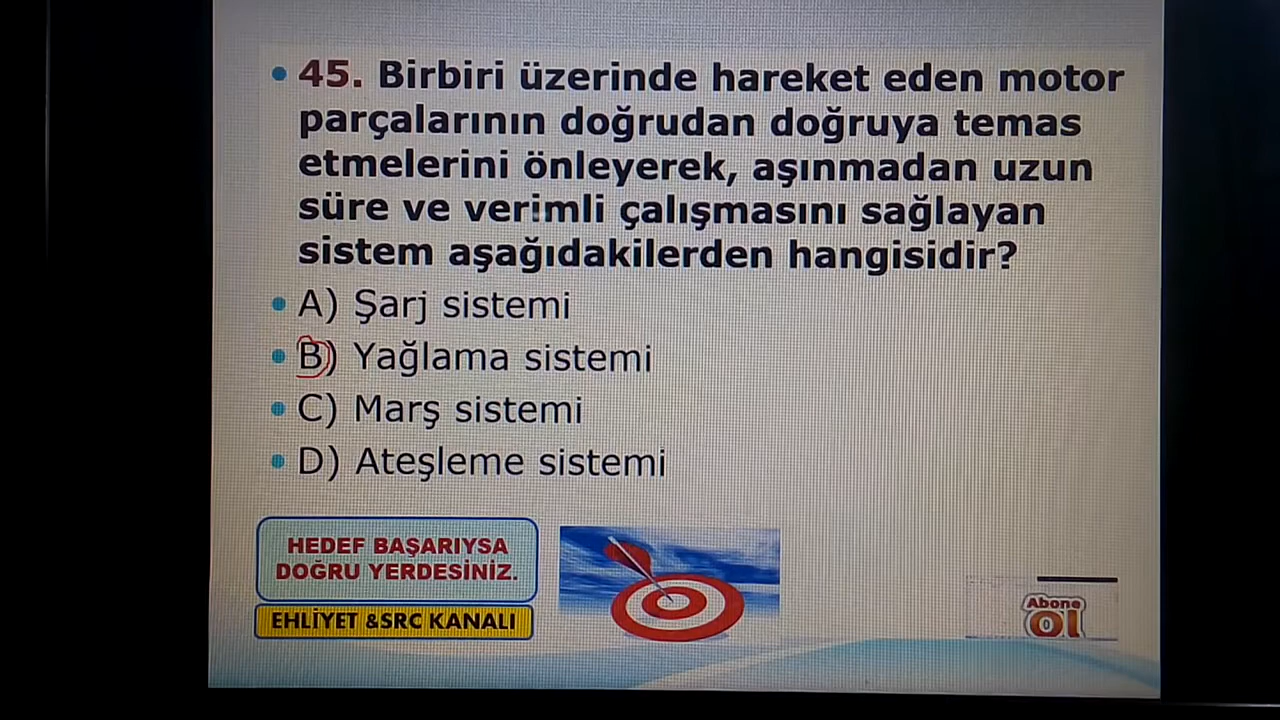 45. Birbiri üzerinde hareket eden motor
parçalarının doğrudan doğruya temas
etmelerini önleyerek, aşınmadan uzun
süre ve verimli çalışmasını sağlayan
sistem aşağıdakilerden hangisidir?
A) Şarj sistemi
B) Yağlama sistemi
C) Marş sistemi
D) Ateşleme sistemi
HEDEF BAŞARIYSA
DOĞRU YERDESİNİZ.
EHLİYET &SRC KANALI
Abone
Ol